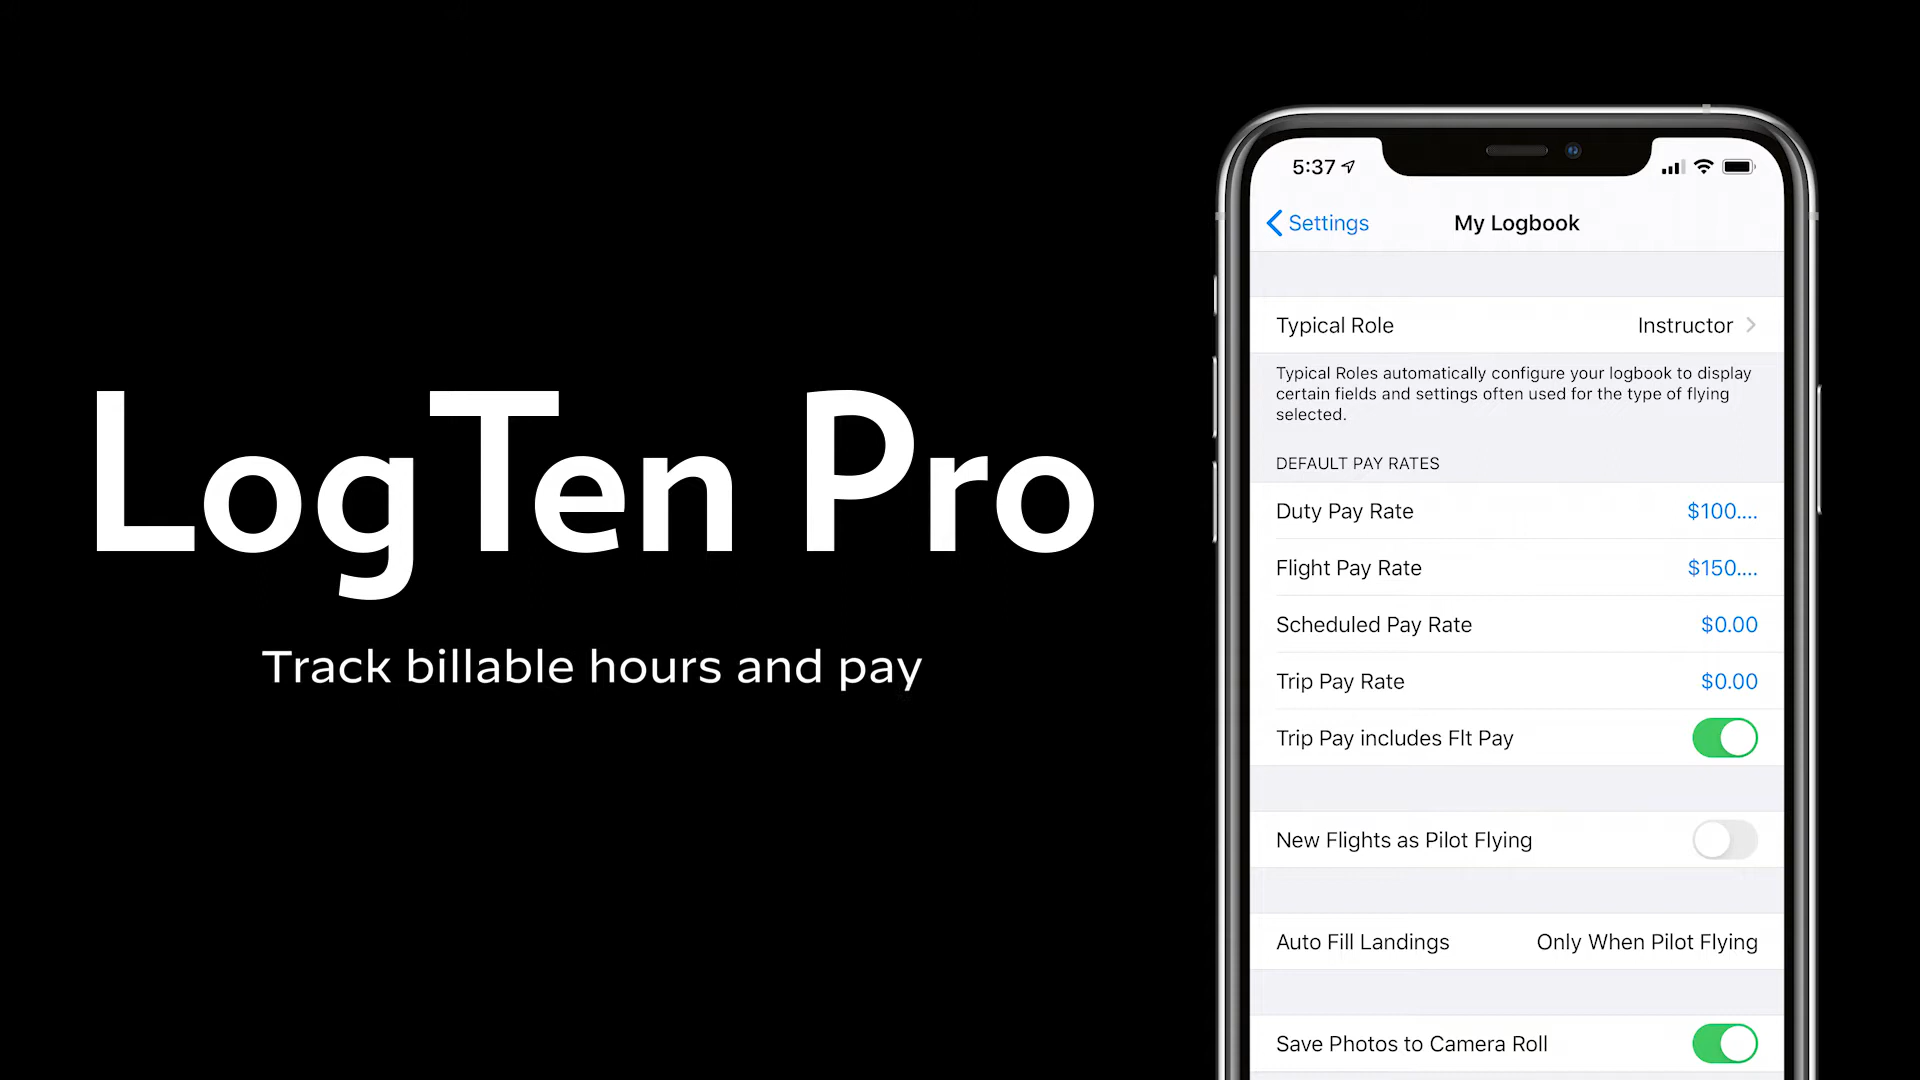 LogTen Pro
Track billable hours and pay
5:37
Settings
My Logbook
Typical Role
Instructor
Typical Roles automatically configure your logbook to display
certain fields and settings often used for the type of flying
selected.
DEFAULT PAY RATES
Duty Pay Rate
$100....
Flight Pay Rate
$150....
Scheduled Pay Rate
$0.00
Trip Pay Rate
$0.00
Trip Pay includes Flt Pay
New Flights as Pilot Flying
Auto Fill Landings
Only When Pilot Flying
Save Photos to Camera Roll